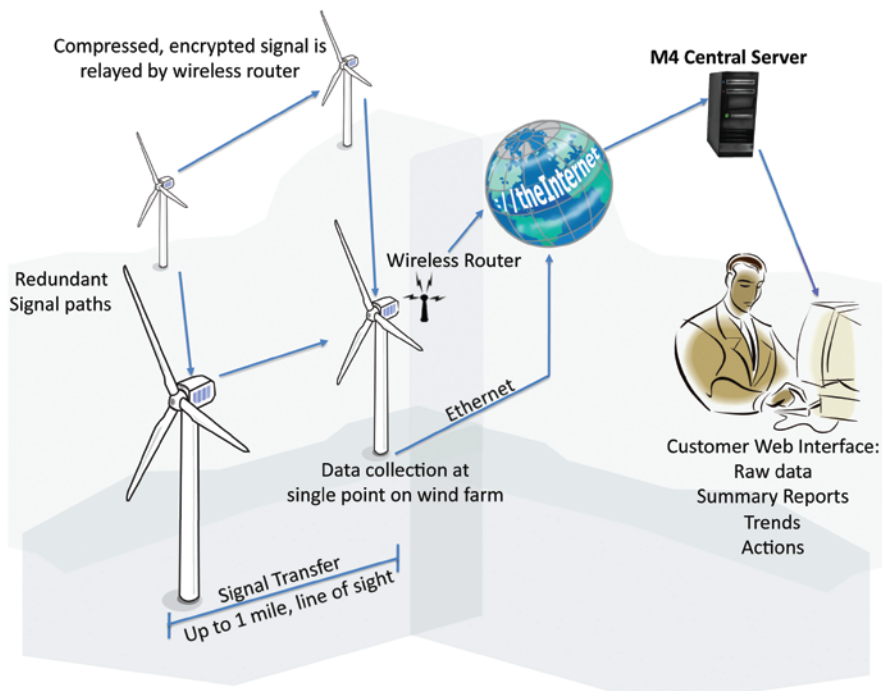 Compressed, encrypted signal is
relayed by wireless router
M4 Central Server
://theInternet
Wireless Router
Redundant
Signal paths
Ethernet
Data collection at
single point on wind farm
Customer Web Interface:
Raw data
Summary Reports
Trends
Actions
Signal Transfer
Up to 1 mile, line of sight